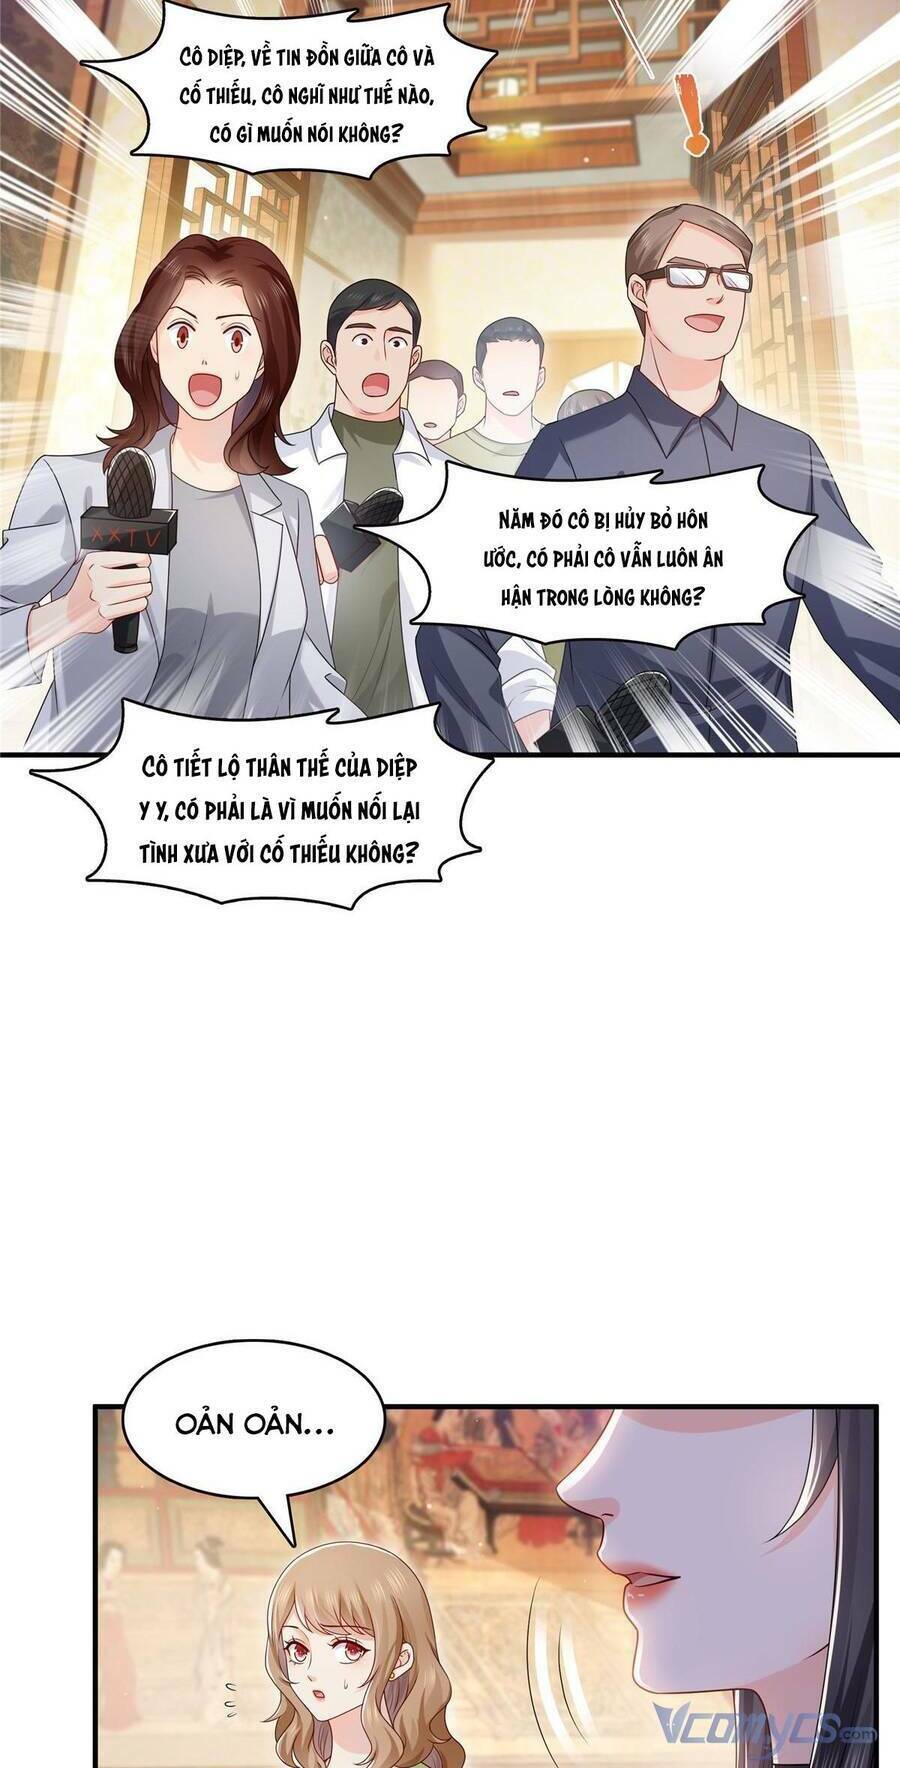 CÔ DIỆP, VỀ TIN ĐỒN GIỮA CÔ VÀ
CỐ THIẾU, CÔ NGHĨ NHƯ THẾ NÀO,
CÓ GÌ MUỐN NÓI KHÔNG?
!
XXTV
NĂM ĐÓ CÔ BỊ HỦY BỎ HÔN
ƯỚC, CÓ PHẢI CÔ VẪN LUÔN ÂN
HẬN TRONG LÒNG KHÔNG?
CÔ TIẾT LỘ THÂN THẾ CỦA DIỆP
Y Y, CÓ PHẢI LÀ VÌ MUỐN NỐI LẠI
TÌNH XƯA VỚI CỐ THIẾU KHÔNG?
OẢN OẢN...
VCOMYCS.com